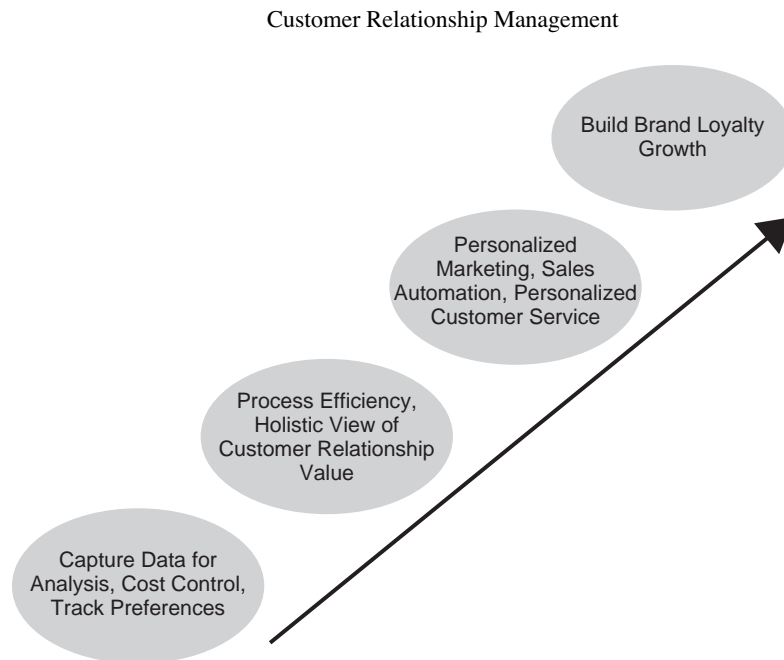 Customer Relationship Management
Build Brand Loyalty
Growth
Personalized
Marketing, Sales
Automation, Personalized
Customer Service
Process Efficiency,
Holistic View of
Customer Relationship
Value
Capture Data for
Analysis, Cost Control,
Track Preferences